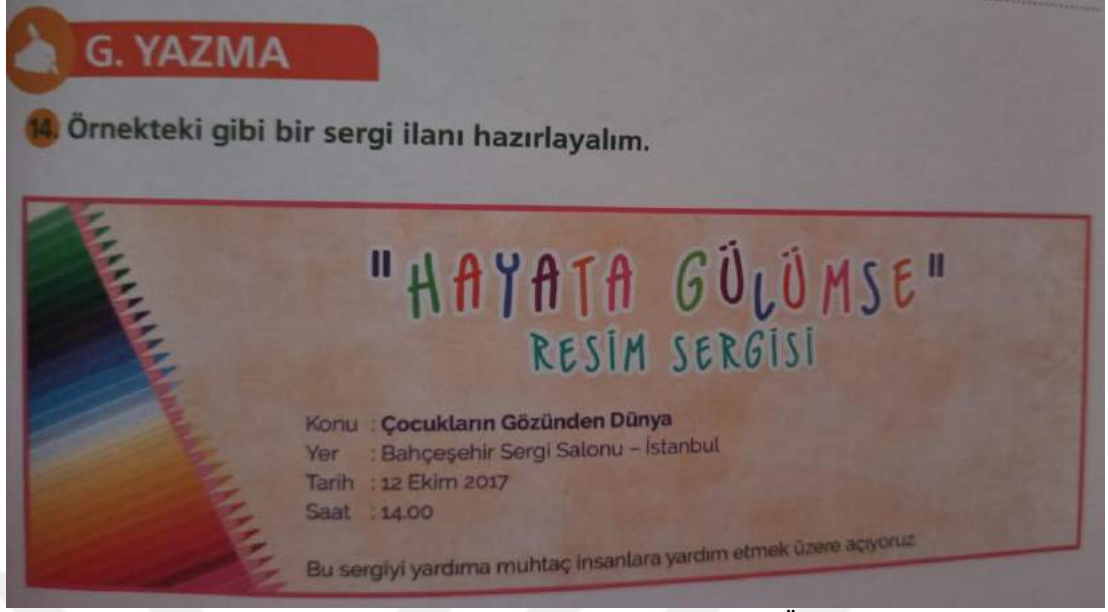 G. YAZMA
14. Örnekteki gibi bir sergi ilanı hazırlayalım.
"HAYATA GÜLÜMSE"
RESİM SERGİSİ
Konu : Çocukların Gözünden Dünya
Yer : Bahçeşehir Sergi Salonu – İstanbul
Tarih : 12 Ekim 2017
Saat : 14.00
Bu sergiyi yardıma muhtaç insanlara yardım etmek üzere açıyoruz.